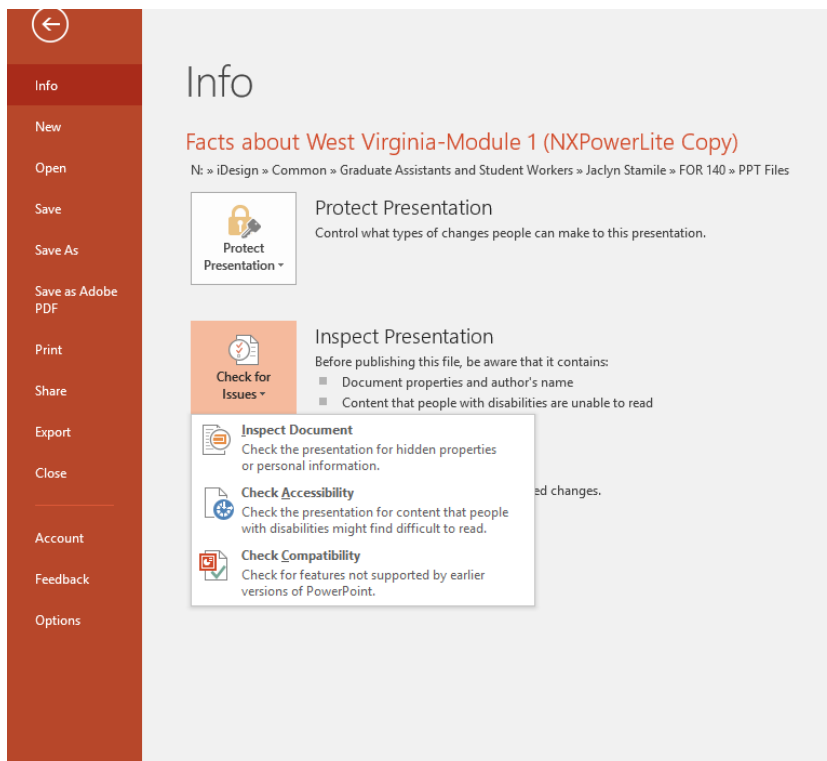 Info
New
Open
Save
Save As
Save as Adobe
PDF
Print
Share
Export
Close
Account
Feedback
Options
Info
Facts about West Virginia-Module 1 (NXPowerLite Copy)
N: » iDesign » Common » Graduate Assistants and Student Workers » Jaclyn Stamile » FOR 140 » PPT Files
Protect
Presentation
Protect Presentation
Control what types of changes people can make to this presentation.
Check for
Issues
Inspect Presentation
Before publishing this file, be aware that it contains:
Document properties and author's name
Content that people with disabilities are unable to read
Inspect Document
Check the presentation for hidden properties
or personal information.
Check Accessibility
Check the presentation for content that people
with disabilities might find difficult to read.
Check Compatibility
Check for features not supported by earlier
versions of PowerPoint.
ed changes.